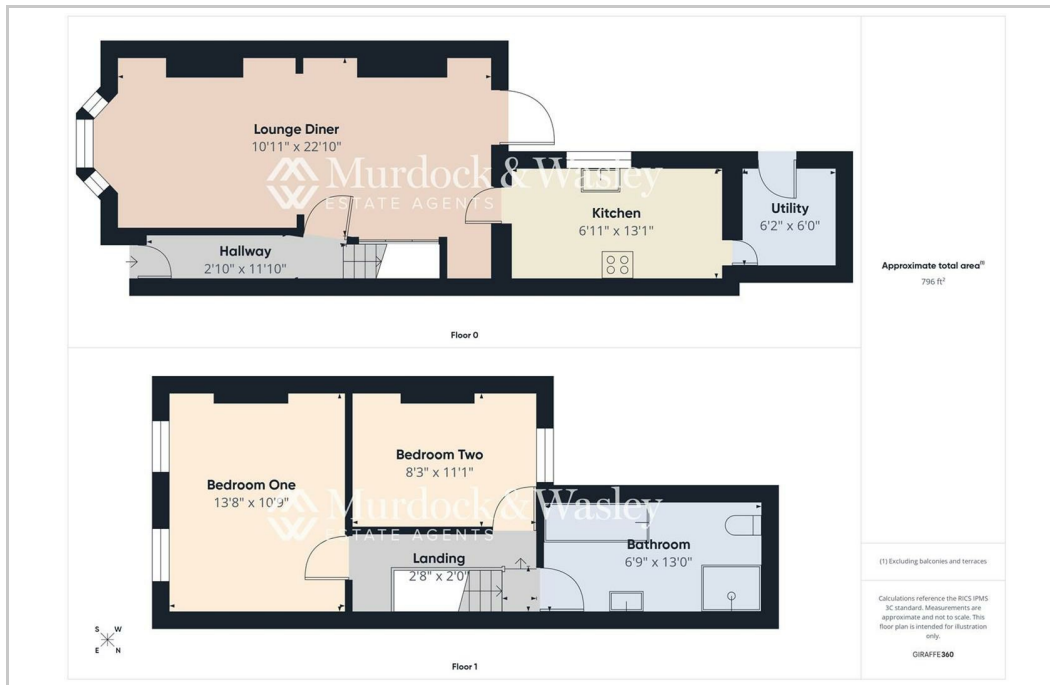 Lounge Diner
10'11" x 22'10"
Murdock & Wasley
ESTATE AGENTS
Kitchen
6'11" x 13'1"
Utility
6'2" x 6'0"
Hallway
2'10" x 11'10"
Floor 0
Approximate total area(1)
796 ft²
Bedroom One
13'8" x 10'9"
Bedroom Two
8'3" x 11'1"
Murdock & Wasley
ESTATE AGENTS
Landing
2'8" x 2'0"
Bathroom
6'9" x 13'0"
S W
E N
Floor 1
(1) Excluding balconies and terraces
Calculations reference the RICS IPMS
3C standard. Measurements are
approximate and not to scale. This
floor plan is intended for illustration
only.
GIRAFFE360